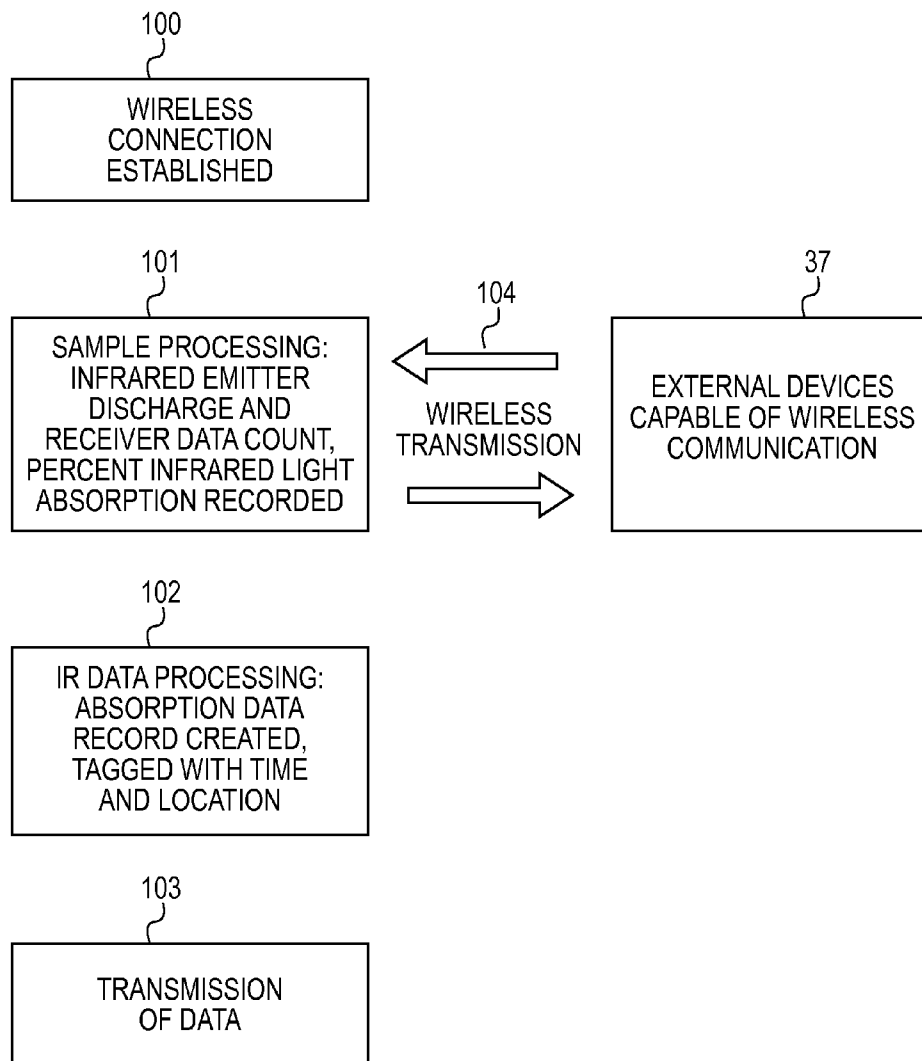 100
WIRELESS
CONNECTION
ESTABLISHED
101
SAMPLE PROCESSING:
INFRARED EMITTER
DISCHARGE AND
RECEIVER DATA COUNT,
PERCENT INFRARED LIGHT
ABSORPTION RECORDED
104
WIRELESS
TRANSMISSION
37
EXTERNAL DEVICES
CAPABLE OF WIRELESS
COMMUNICATION
102
IR DATA PROCESSING:
ABSORPTION DATA
RECORD CREATED,
TAGGED WITH TIME
AND LOCATION
103
TRANSMISSION
OF DATA